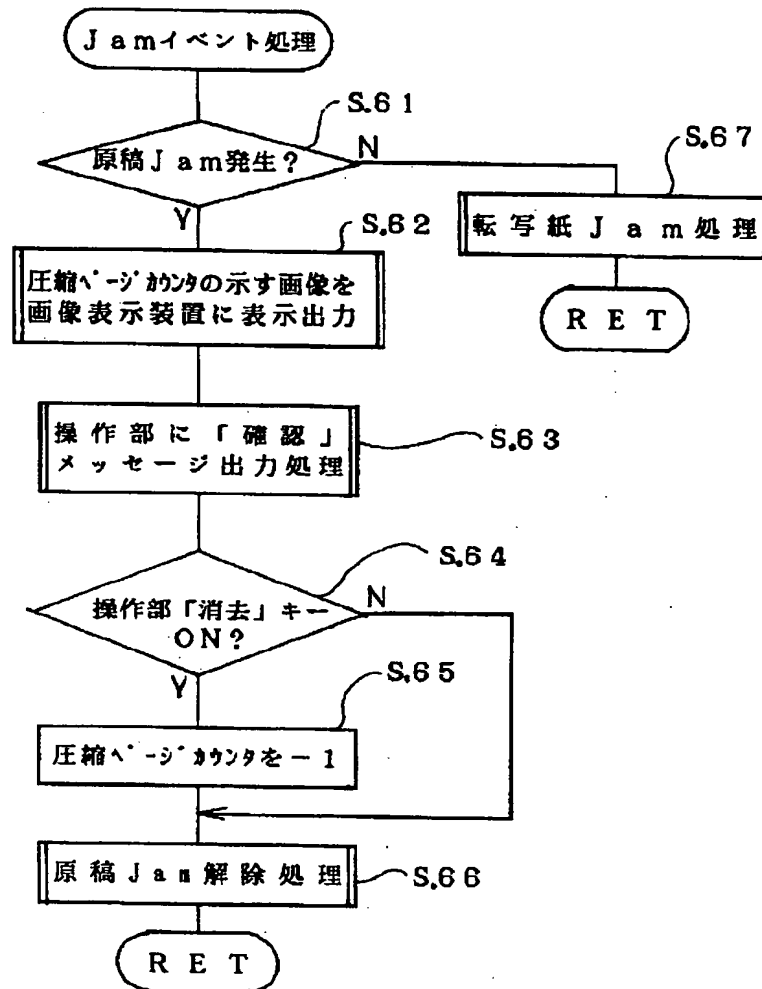 Jamイベント処理
S.61
原稿Jam発生?
N
S.67
Y
転写紙Jam処理
S.62
圧縮ページカウンタの示す画像を
画像表示装置に表示出力
RET
操作部に「確認」
メッセージ出力処理
S.63
S.64
操作部「消去」キー
ON?
N
Y
S.65
圧縮ページカウンタを－1
原稿Jam解除処理
S.66
RET